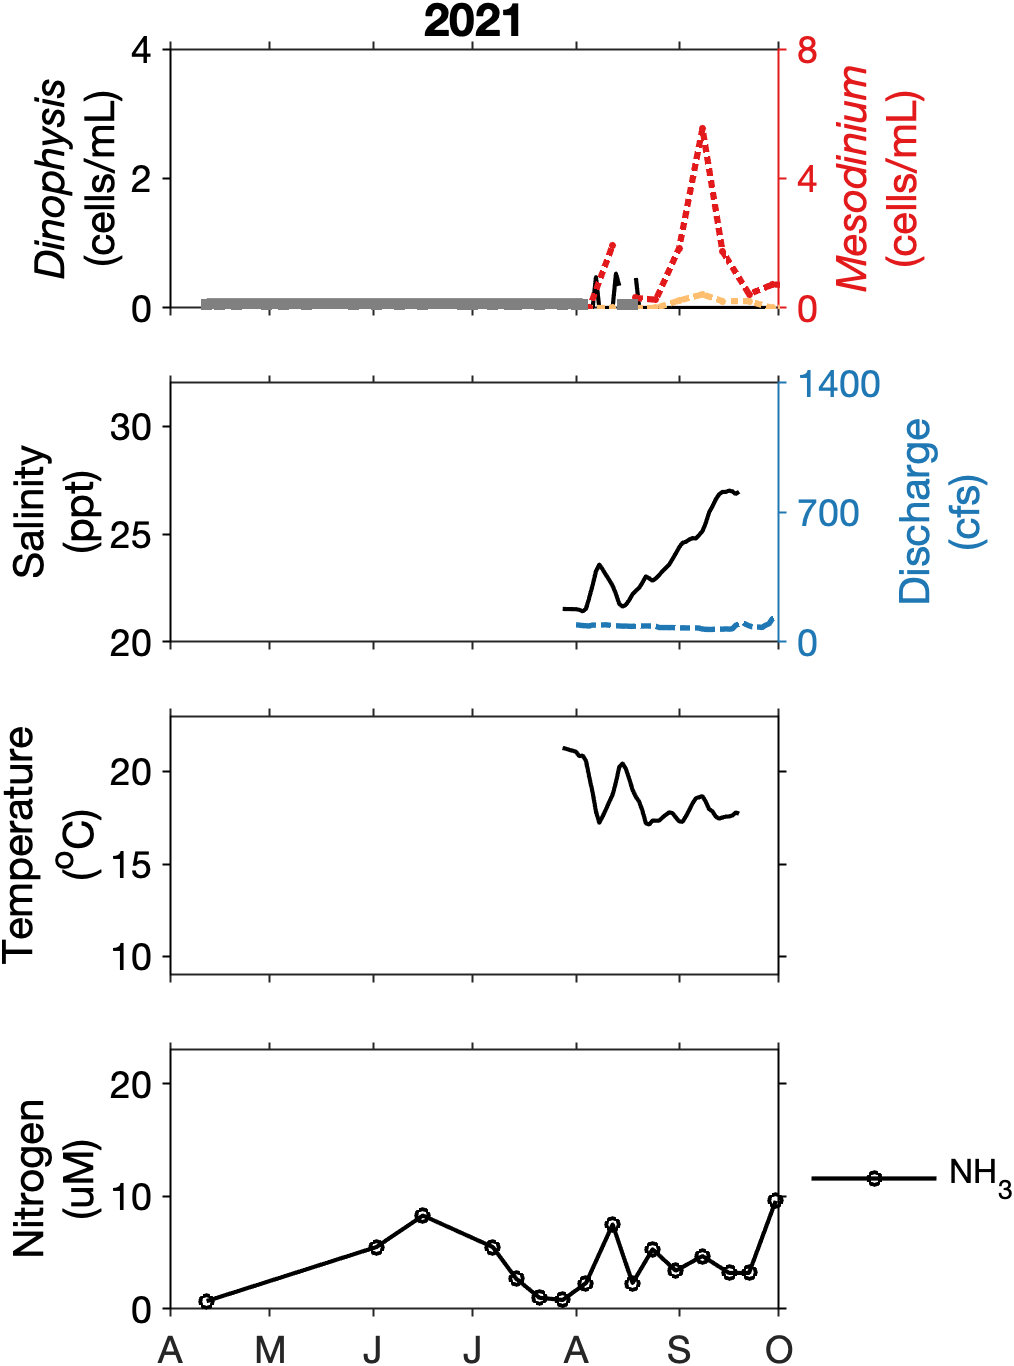 2021
4
2
0
Dinophysis
(cells/mL)
8
4
0
Mesodinium
(cells/mL)
30
25
20
Salinity
(ppt)
1400
700
0
Discharge
(cfs)
20
15
10
Temperature
(°C)
20
10
0
Nitrogen
(uM)
NH3
A M J J A S O